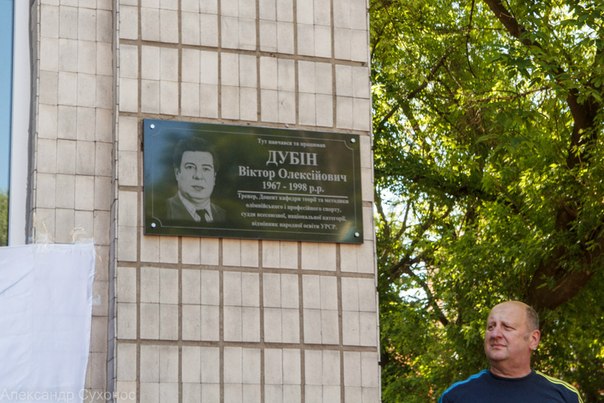 Тут навчався та працював
ДУБІН
Віктор Олексійович
1967 - 1998 р.р.
Тренер, Доцент кафедри теорії та методики
олімпійського і професійного спорту,
суддя всесоюзної, національної категорії,
відмінник народної освіти УРСР.
Александр Сухонос